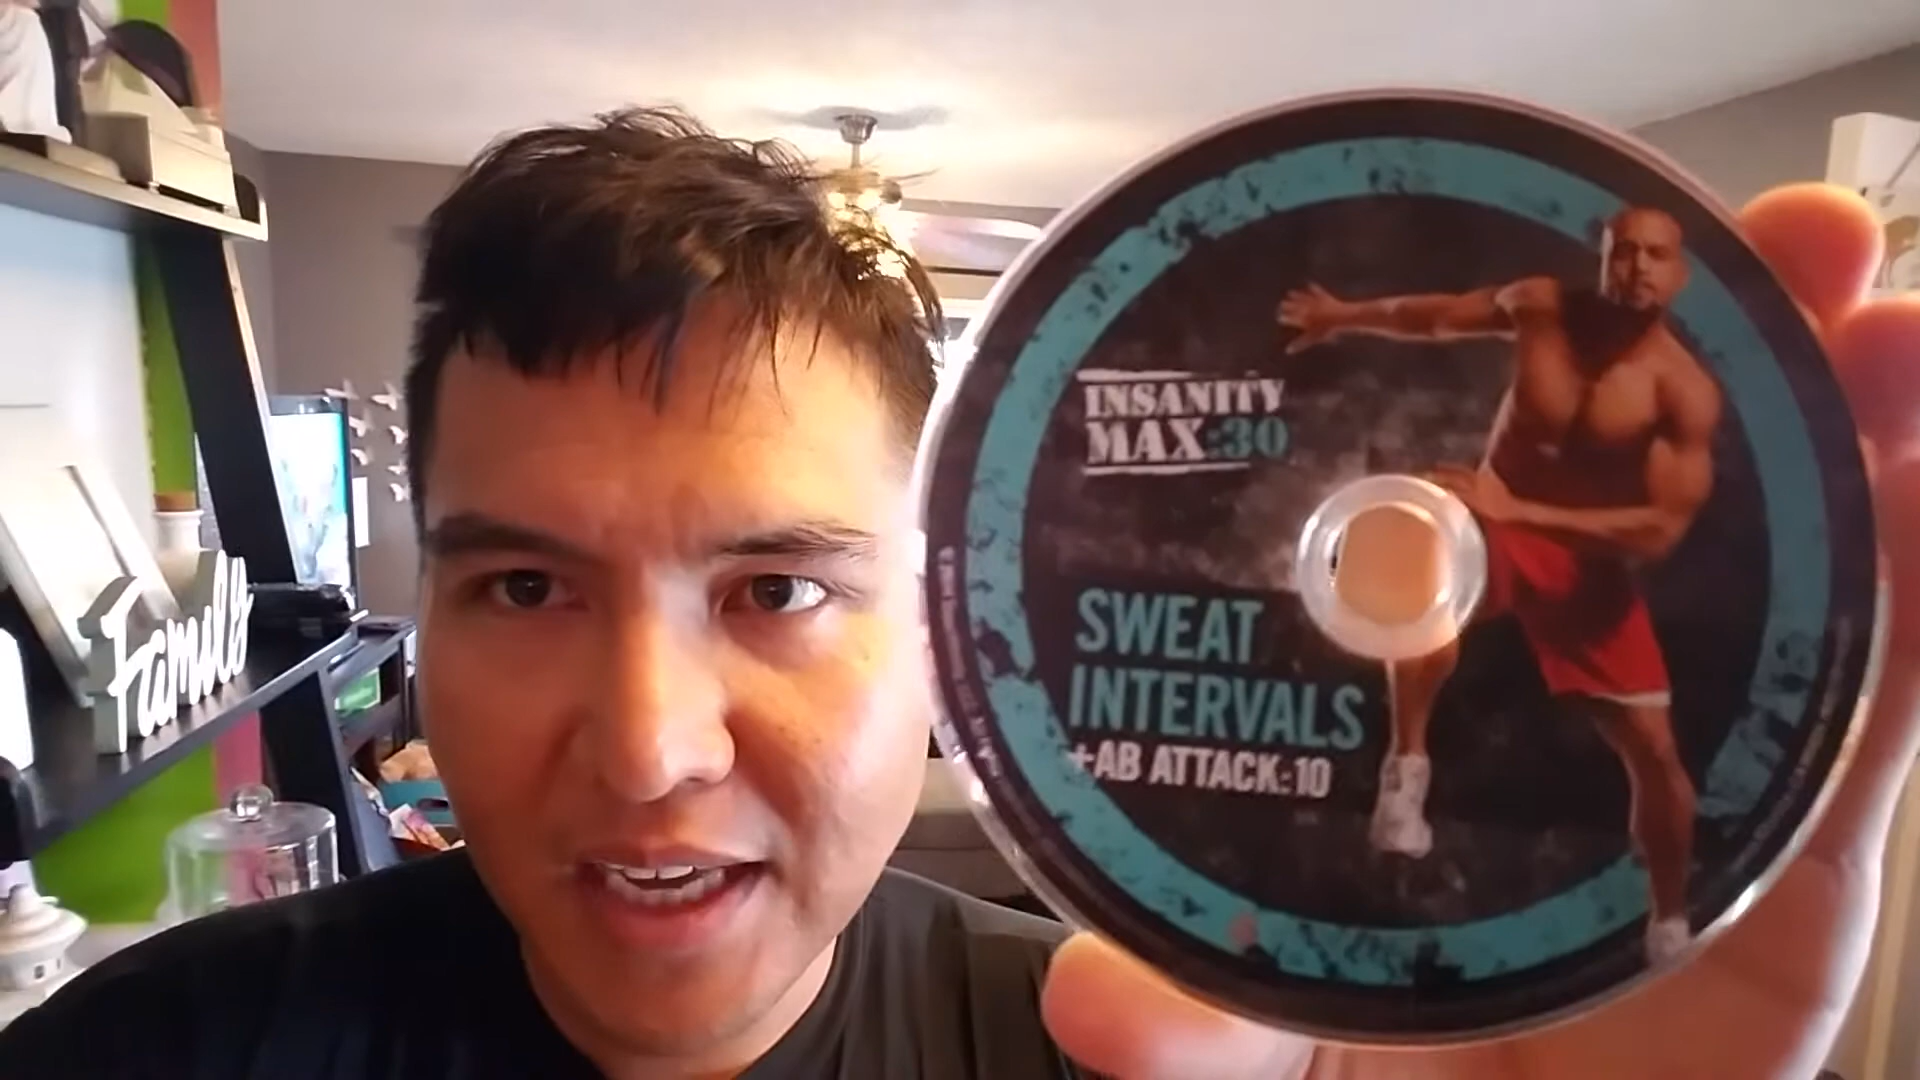 Family
INSANITY
MAX:30
SWEAT
INTERVALS
+AB ATTACK:10